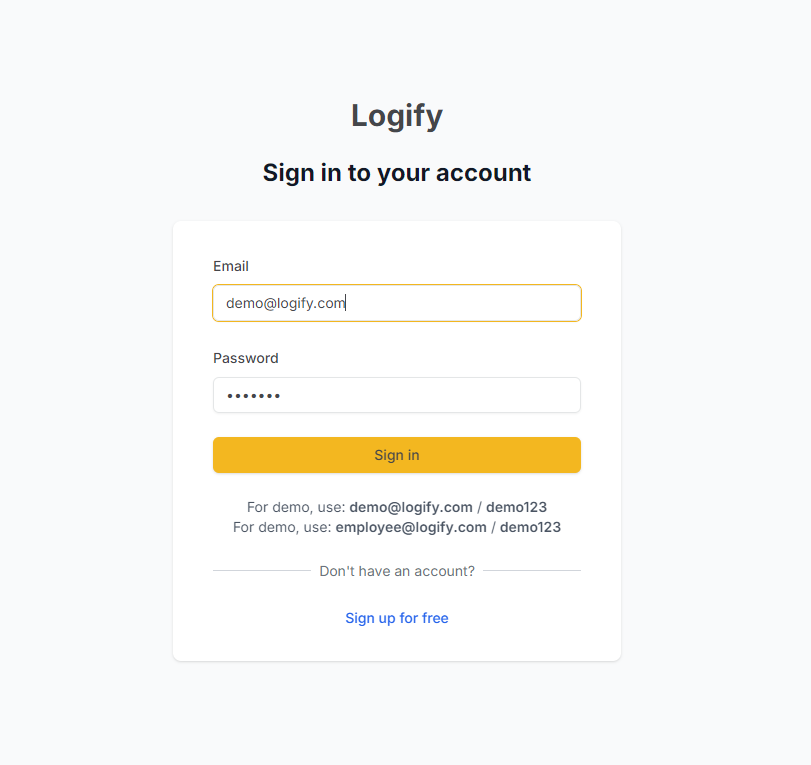 Logify
Sign in to your account
Email
demo@logify.com
Password
•••••••
Sign in
For demo, use: demo@logify.com / demo123
For demo, use: employee@logify.com / demo123
Don't have an account?
Sign up for free